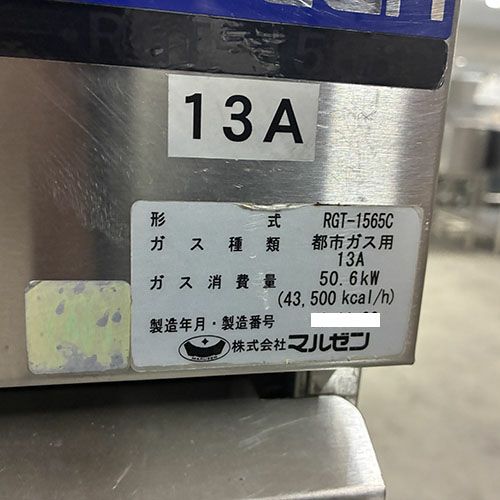 13A
形式 RGT-1565C
ガス種類 都市ガス用
13A
ガス消費量 50.6kW
(43,500 kcal/h)
製造年月・製造番号
株式会社マルゼン